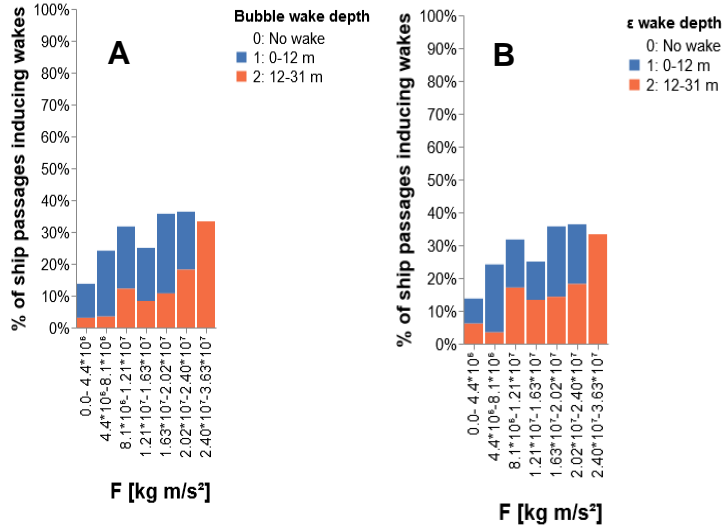 Bubble wake depth
0: No wake
1: 0-12 m
2: 12-31 m
A
% of ship passages inducing wakes
100%
90%
80%
70%
60%
50%
40%
30%
20%
10%
0%
0.0- 4.4*10⁶
4.4*10⁶-8.1*10⁶
8.1*10⁶-1.21*10⁷
1.21*10⁷-1.63*10⁷
1.63*10⁷-2.02*10⁷
2.02*10⁷-2.40*10⁷
2.40*10⁷-3.63*10⁷
F [kg m/s²]
ε wake depth
0: No wake
1: 0-12 m
2: 12-31 m
B
% of ship passages inducing wakes
100%
90%
80%
70%
60%
50%
40%
30%
20%
10%
0%
0.0- 4.4*10⁶
4.4*10⁶-8.1*10⁶
8.1*10⁶-1.21*10⁷
1.21*10⁷-1.63*10⁷
1.63*10⁷-2.02*10⁷
2.02*10⁷-2.40*10⁷
2.40*10⁷-3.63*10⁷
F [kg m/s²]